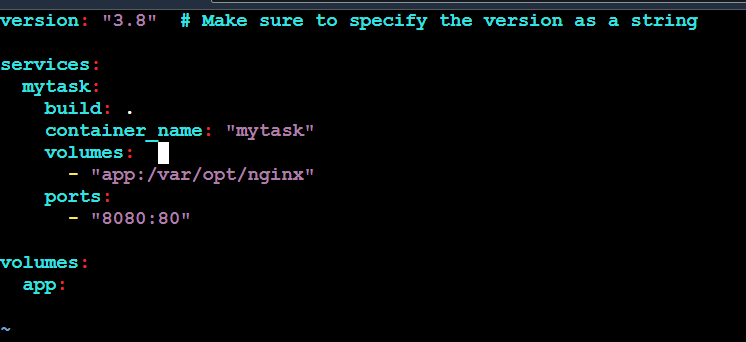 version: "3.8"  # Make sure to specify the version as a string
services:
  mytask:
    build: .
    container_name: "mytask"
    volumes:
      - "app:/var/opt/nginx"
    ports:
      - "8080:80"
volumes:
  app:
~